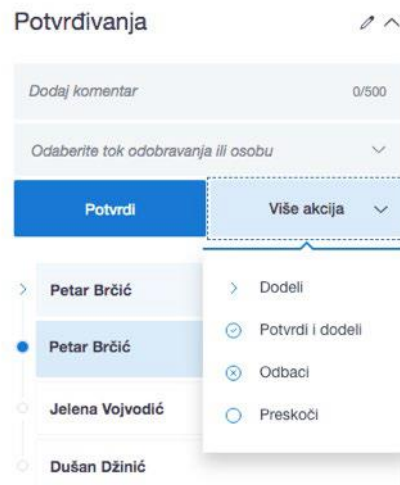 Potvrđivanja
Dodaj komentar 0/500
Odaberite tok odobravanja ili osobu
Potvrdi Više akcija
Petar Brčić Dodeli
Potvrdi i dodeli
Petar Brčić
Odbaci
Jelena Vojvodić Preskoči
Dušan Džinić